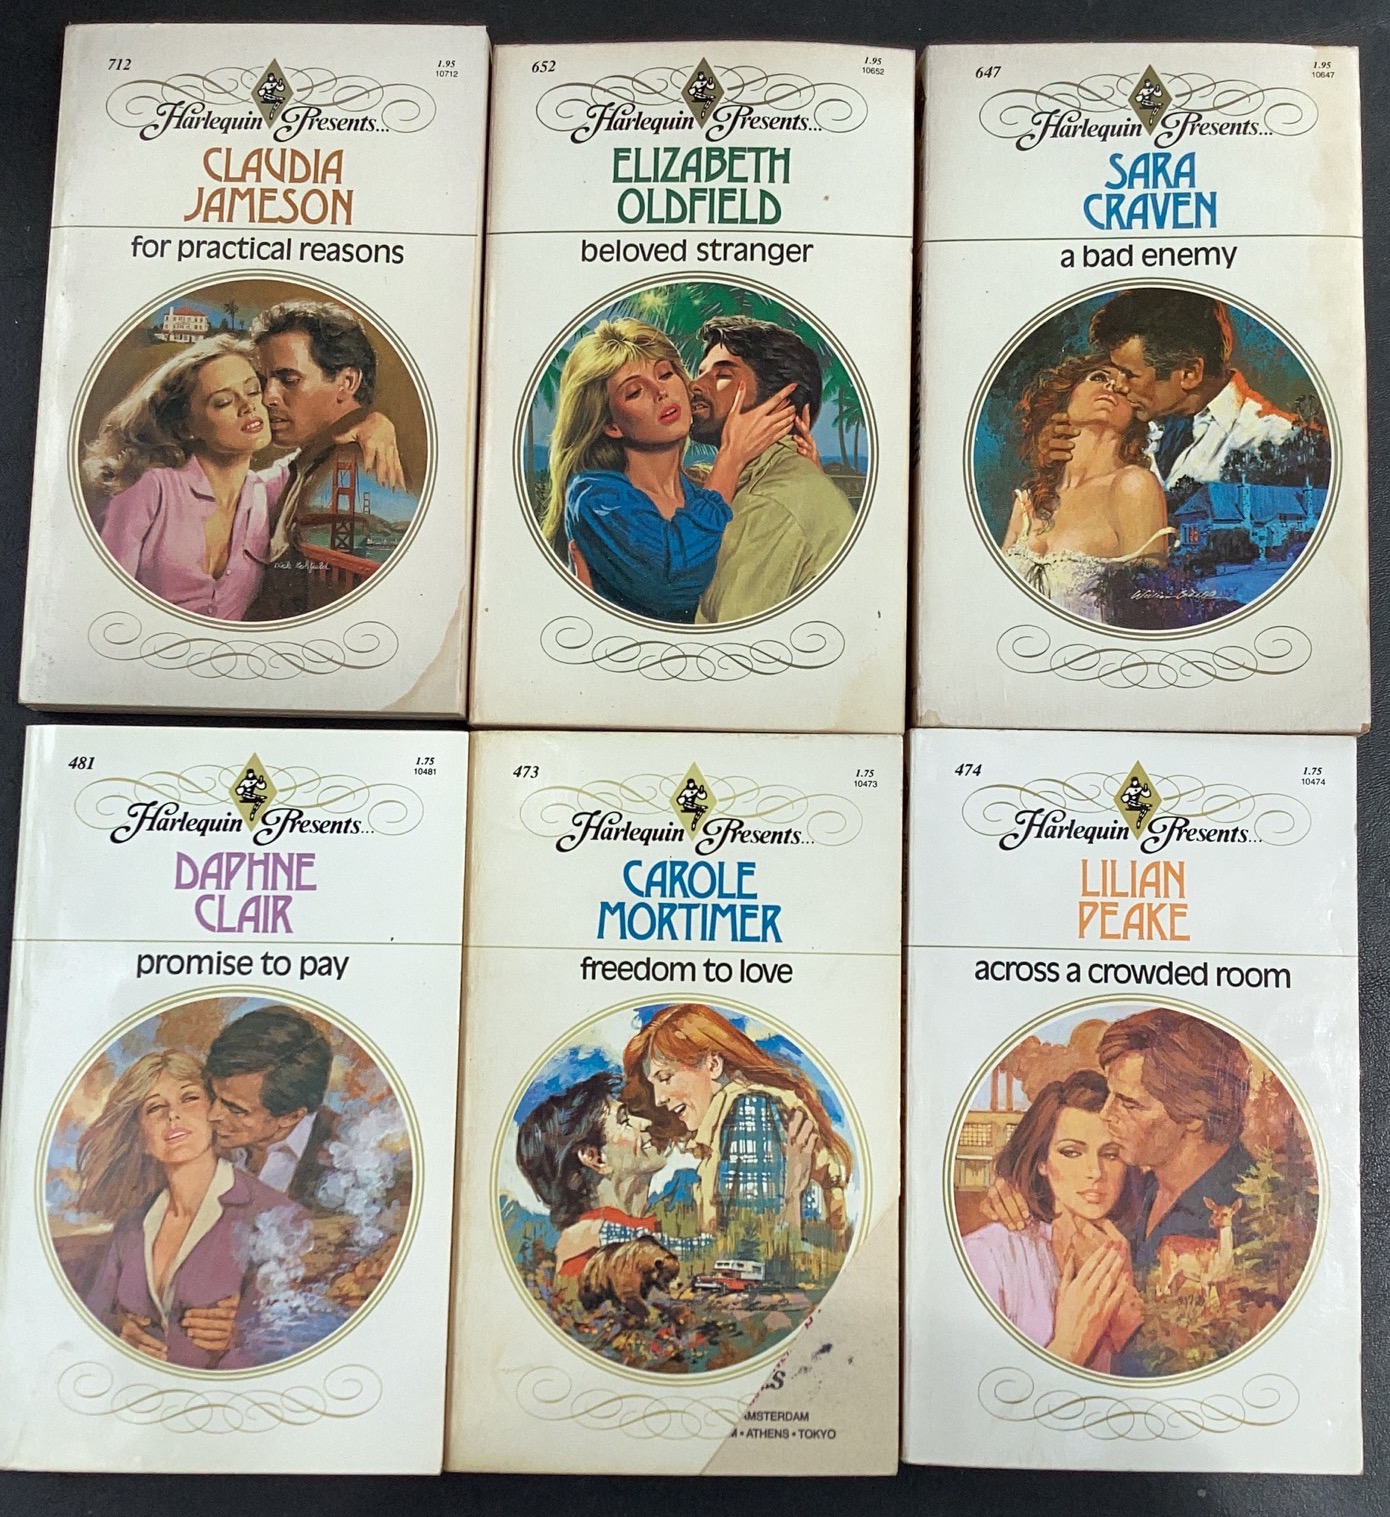 712
1.95
10712
Harlequin Presents...
CLAUDIA
JAMESON
for practical reasons
652
1.95
10652
Harlequin Presents...
ELIZABETH
OLDFIELD
beloved stranger
647
1.95
10647
Harlequin Presents...
SARA
CRAVEN
a bad enemy
481
1.75
10481
Harlequin Presents...
DAPHNE
CLAIR
promise to pay
473
1.75
10473
Harlequin Presents...
CAROLE
MORTIMER
freedom to love
AMSTERDAM
M • ATHENS • TOKYO
474
1.75
10474
Harlequin Presents...
LILIAN
PEAKE
across a crowded room